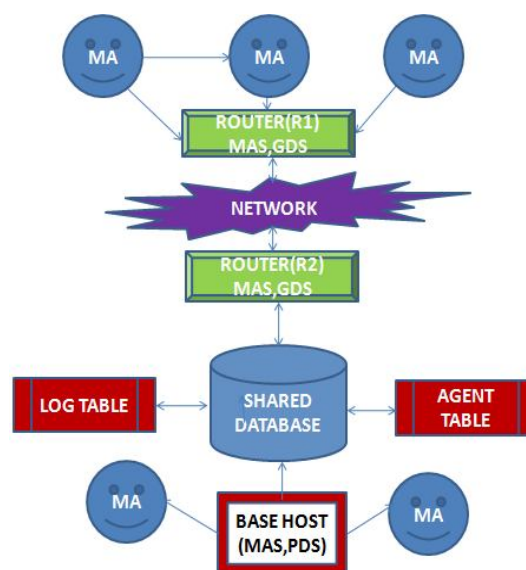 MA
MA
MA
ROUTER(R1)
MAS,GDS
NETWORK
ROUTER(R2)
MAS,GDS
LOG TABLE
SHARED
DATABASE
AGENT
TABLE
MA
BASE HOST
(MAS,PDS)
MA